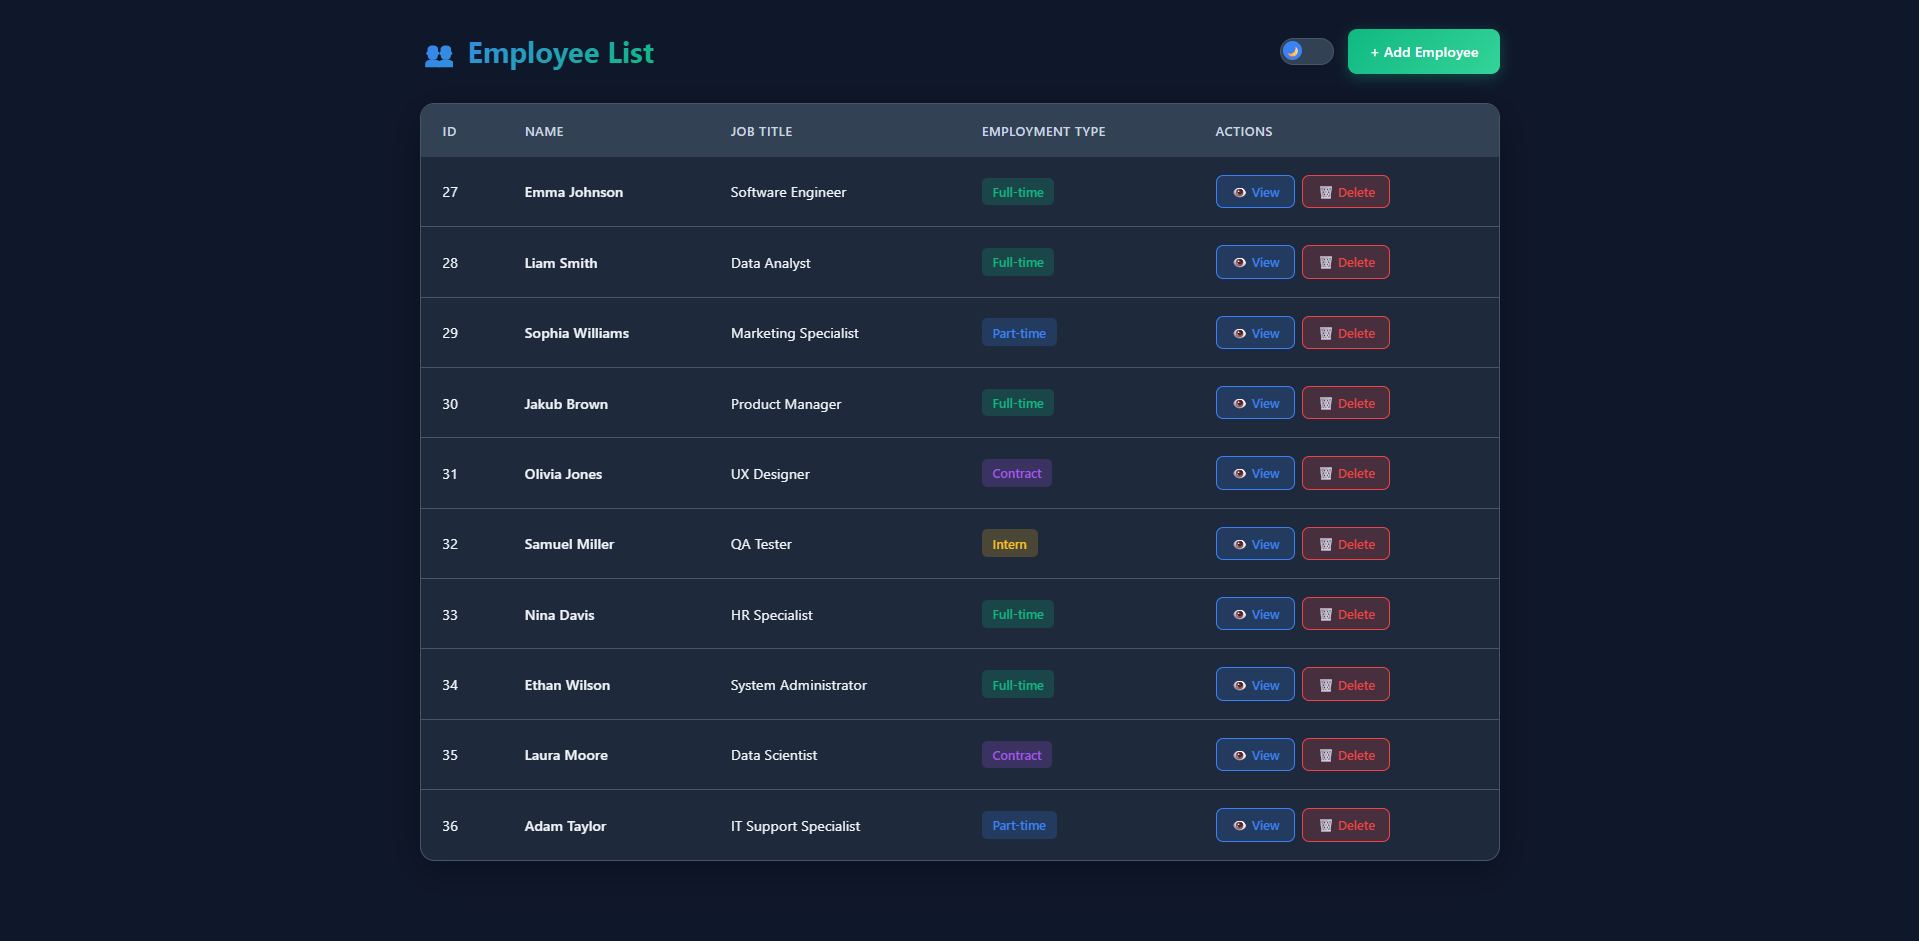 Employee List
+ Add Employee
ID NAME JOB TITLE EMPLOYMENT TYPE ACTIONS
27 Emma Johnson Software Engineer Full-time View Delete
28 Liam Smith Data Analyst Full-time View Delete
29 Sophia Williams Marketing Specialist Part-time View Delete
30 Jakub Brown Product Manager Full-time View Delete
31 Olivia Jones UX Designer Contract View Delete
32 Samuel Miller QA Tester Intern View Delete
33 Nina Davis HR Specialist Full-time View Delete
34 Ethan Wilson System Administrator Full-time View Delete
35 Laura Moore Data Scientist Contract View Delete
36 Adam Taylor IT Support Specialist Part-time View Delete